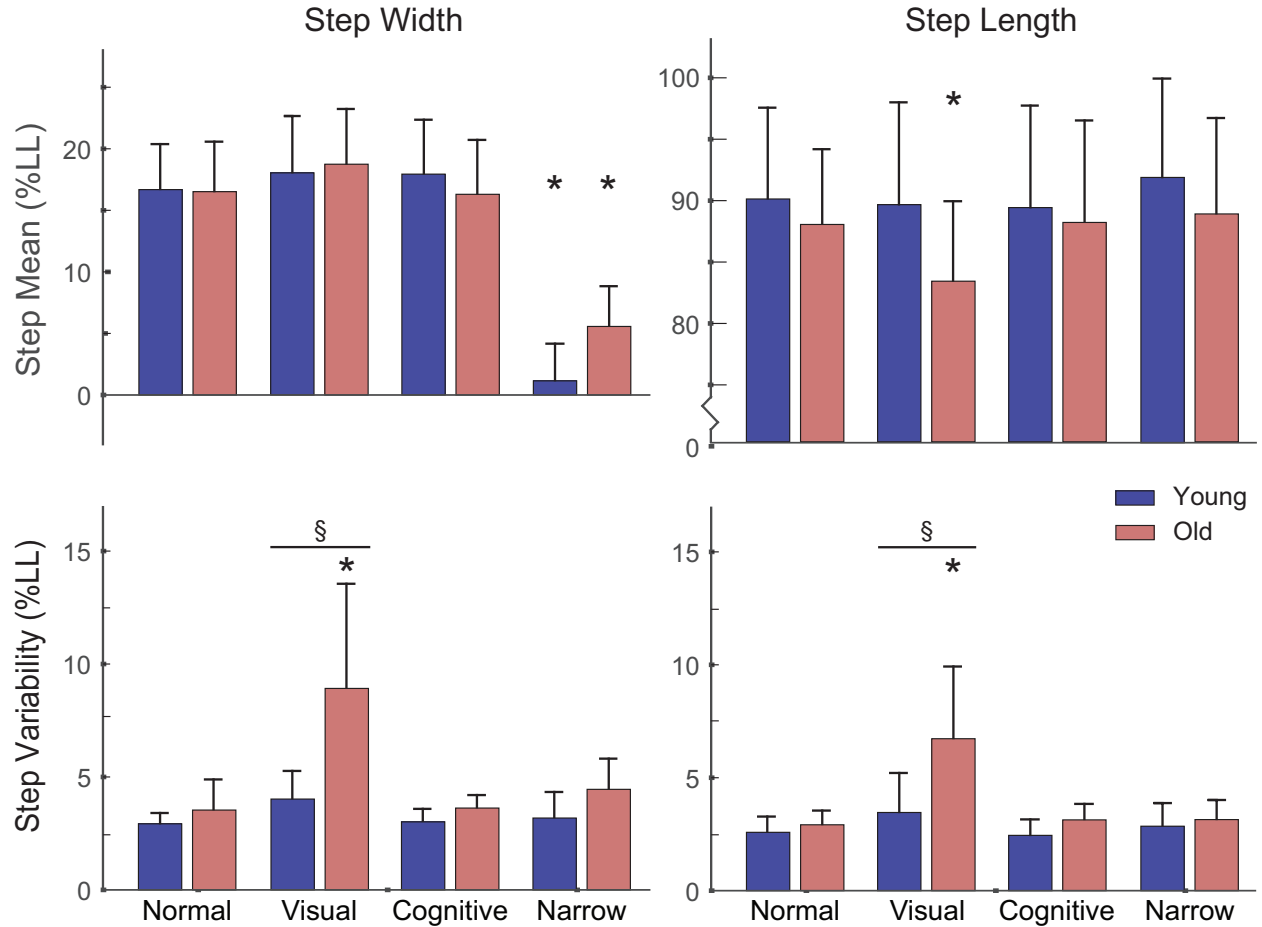 Step Width
Step Length
Step Mean (%LL)
20
10
0
* *
100
90
80
0
*
Young
Old
Step Variability (%LL)
15
10
5
0
§
*
Normal Visual Cognitive Narrow
15
10
5
0
§
*
Normal Visual Cognitive Narrow